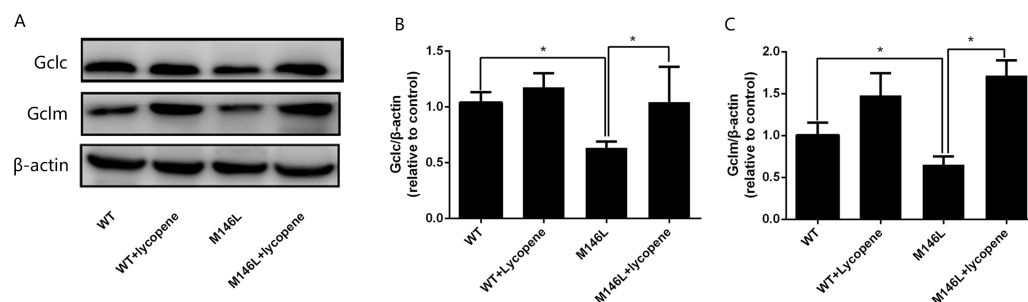 A
Gclc
Gclm
β-actin
WT
WT+lycopene
M146L
M146L+lycopene
B
Gclc/β-actin
(relative to control)
1.5
1.0
0.5
0.0
*
*
WT
WT+Lycopene
M146L
M146L+lycopene
C
Gclm/β-actin
(relative to control)
2.0
1.5
1.0
0.5
0.0
*
*
WT
WT+Lycopene
M146L
M146L+lycopene